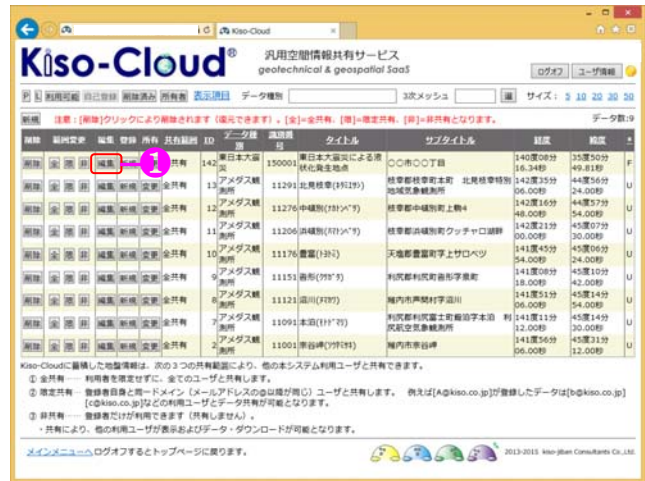 Kiso-Cloud
Kiso-Cloud®
汎用空間情報共有サービス
geotechnical & geospatial SaaS
ログオフ ユーザ情報
P L 利用可能 自己登録 削除済み 所有者 表示項目 データ種別 3次メッシュ 選 サイズ： 5 10 20 30 50
新規 注意：[削除]クリックにより削除されます（復元できます）。[全]=全共有、[限]=限定共有、[非]=非共有となります。 データ数:9
削除 範囲変更 編集 登録 所有 共有範囲 ID データ種別 識別番号 タイトル サブタイトル 経度 緯度
削除 全 限 非 編集 1 共有 142 東日本大震災 150001 東日本大震災による液状化発生地点 〇〇市〇〇丁目 140度08分16.34秒 35度50分49.81秒 F
削除 全 限 非 編集 新規 変更 全共有 13 アメダス観測所 11291 北見枝幸(ｷﾀﾐｴｻｼ) 枝幸郡枝幸町本町 北見枝幸特別地域気象観測所 142度35分06.00秒 44度56分24.00秒 U
削除 全 限 非 編集 新規 変更 全共有 12 アメダス観測所 11276 中頓別(ﾅｶﾄﾝﾍﾞﾂ) 枝幸郡中頓別町上駒4 142度16分48.00秒 44度57分54.00秒 U
削除 全 限 非 編集 新規 変更 全共有 11 アメダス観測所 11206 浜頓別(ﾊﾏﾄﾝﾍﾞﾂ) 枝幸郡浜頓別町クッチャロ湖畔 142度21分00.00秒 45度07分30.00秒 U
削除 全 限 非 編集 新規 変更 全共有 10 アメダス観測所 11176 豊富(ﾄﾖﾄﾐ) 天塩郡豊富町字上サロベツ 141度45分54.00秒 45度06分24.00秒 U
削除 全 限 非 編集 新規 変更 全共有 9 アメダス観測所 11151 沓形(ｸﾂｶﾞﾀ) 利尻郡利尻町沓形字泉町 141度08分18.00秒 45度10分42.00秒 U
削除 全 限 非 編集 新規 変更 全共有 8 アメダス観測所 11121 沼川(ﾇﾏｶﾜ) 稚内市声問村字沼川 141度51分06.00秒 45度14分54.00秒 U
削除 全 限 非 編集 新規 変更 全共有 7 アメダス観測所 11091 本泊(ﾓﾄﾄﾞﾏﾘ) 利尻郡利尻富士町鴛泊字本泊 利尻航空気象観測所 141度11分12.00秒 45度14分30.00秒 U
削除 全 限 非 編集 新規 変更 全共有 2 アメダス観測所 11001 宗谷岬(ｿｳﾔﾐｻｷ) 稚内市宗谷岬 141度56分06.00秒 45度31分12.00秒 U
Kiso-Cloudに蓄積した地盤情報は、次の３つの共有範囲により、他の本システム利用ユーザと共有できます。
① 全共有…… 利用者を限定せずに、全てのユーザと共有します。
② 限定共有… 登録者自身と同一ドメイン（メールアドレスの@以降が同じ）ユーザと共有します。 例えば[A@kiso.co.jp]が登録したデータは[b@kiso.co.jp]
[c@kiso.co.jp]などの利用ユーザとデータ共有が可能となります。
③ 非共有…… 登録者だけが利用できます（共有しません）。
・共有により、他のユーザが表示およびデータ・ダウンロードが可能となります。
メインメニューへ ログオフするとトップページに戻ります。
2013-2015 kiso-jiban Consultants Co.,Ltd.